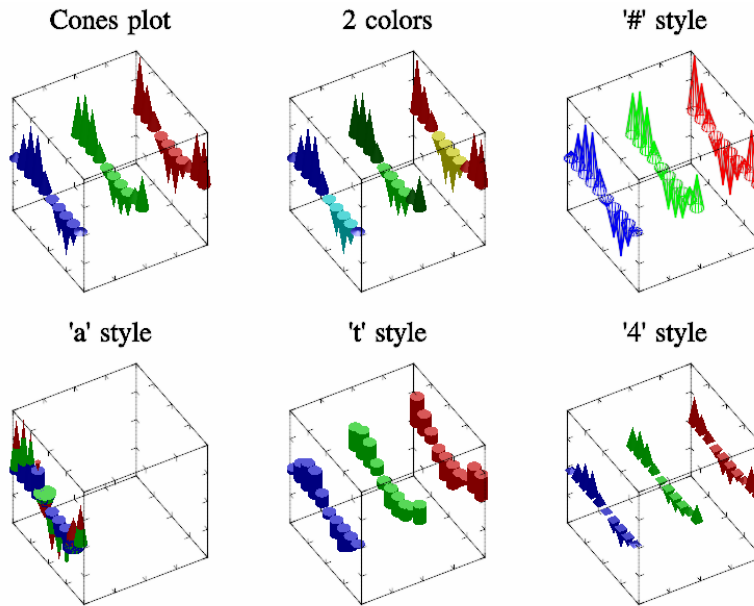 Cones plot
2 colors
'#' style
'a' style
't' style
'4' style